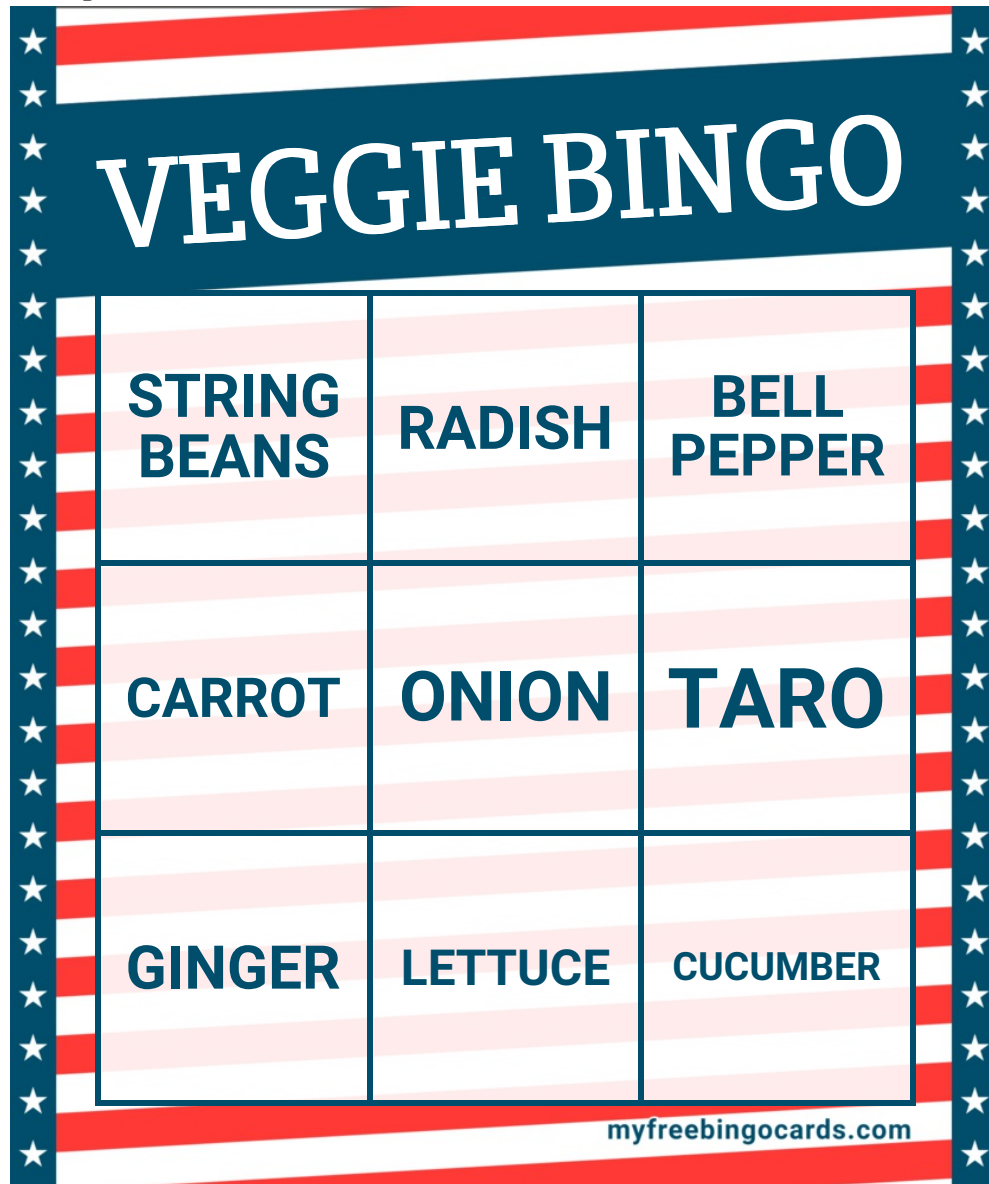 VEGGIE BINGO
STRING
BEANS
RADISH
BELL
PEPPER
CARROT
ONION
TARO
GINGER
LETTUCE
CUCUMBER
myfreebingocards.com